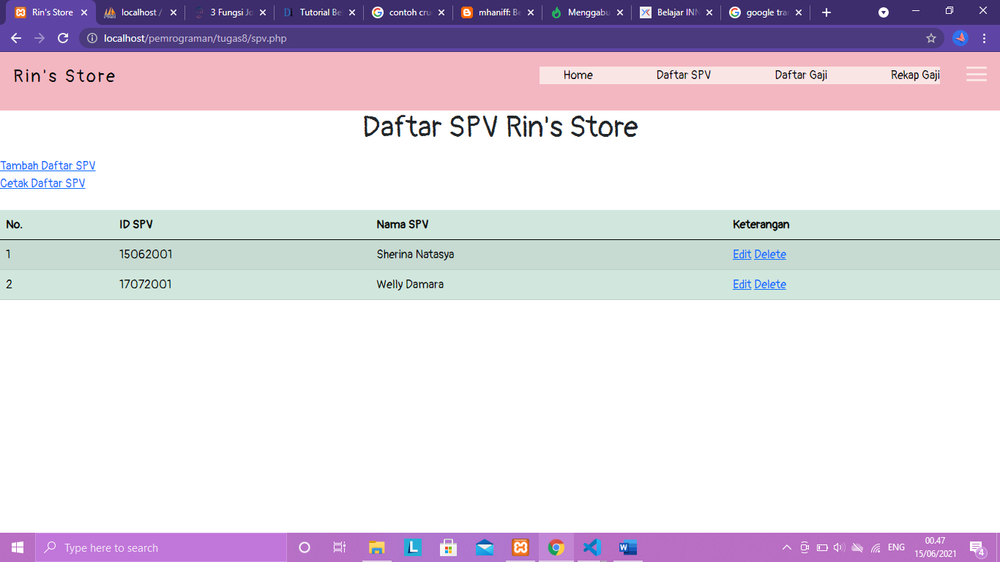 Rin's Store
localhost /
3 Fungsi Jo
Tutorial Be
contoh cru
mhaniff: Be
Menggabu
Belajar INN
google tra
localhost/pemrograman/tugas8/spv.php
Rin's Store
Home Daftar SPV Daftar Gaji Rekap Gaji
Daftar SPV Rin's Store
Tambah Daftar SPV
Cetak Daftar SPV
No. ID SPV Nama SPV Keterangan
1 15062001 Sherina Natasya Edit Delete
2 17072001 Welly Damara Edit Delete
Type here to search
ENG
00.47
15/06/2021
4